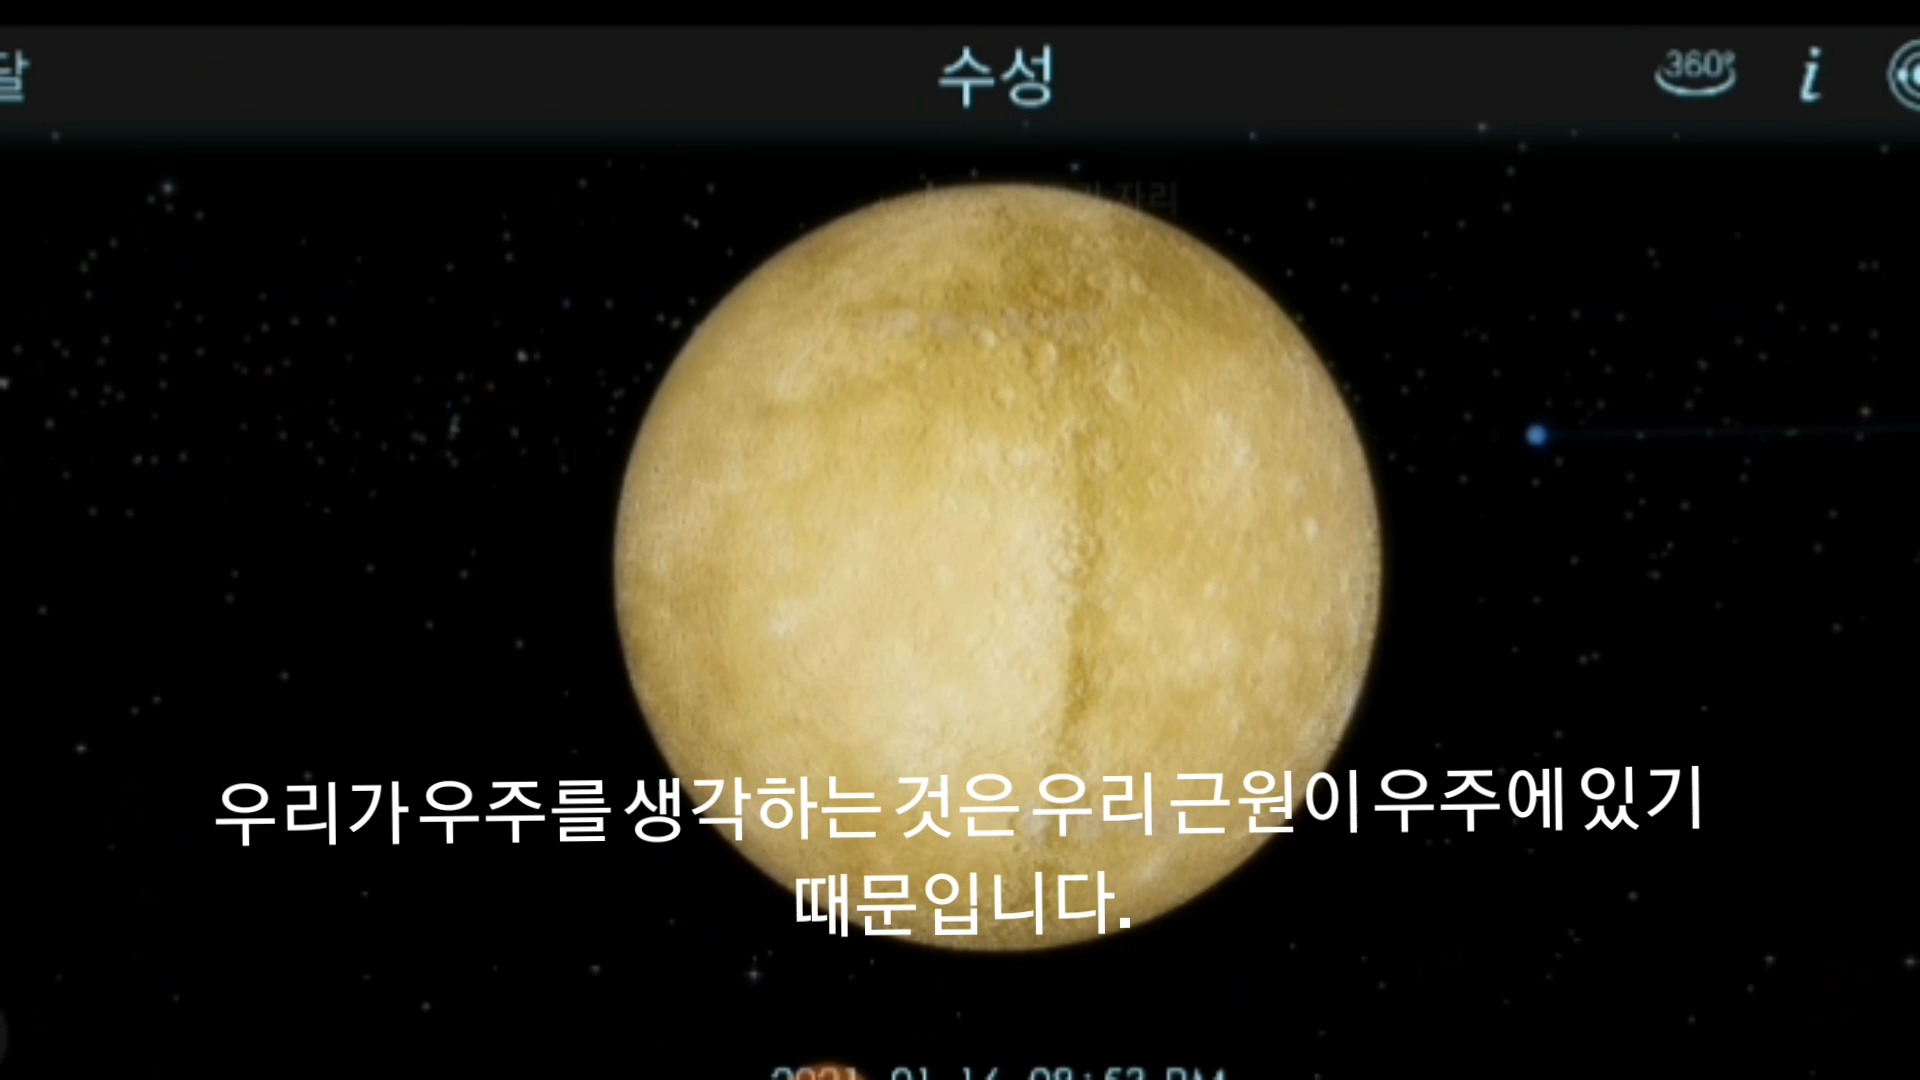 달 수성 360° i
우리가 우주를 생각하는 것은 우리 근원이 우주에 있기
때문입니다.